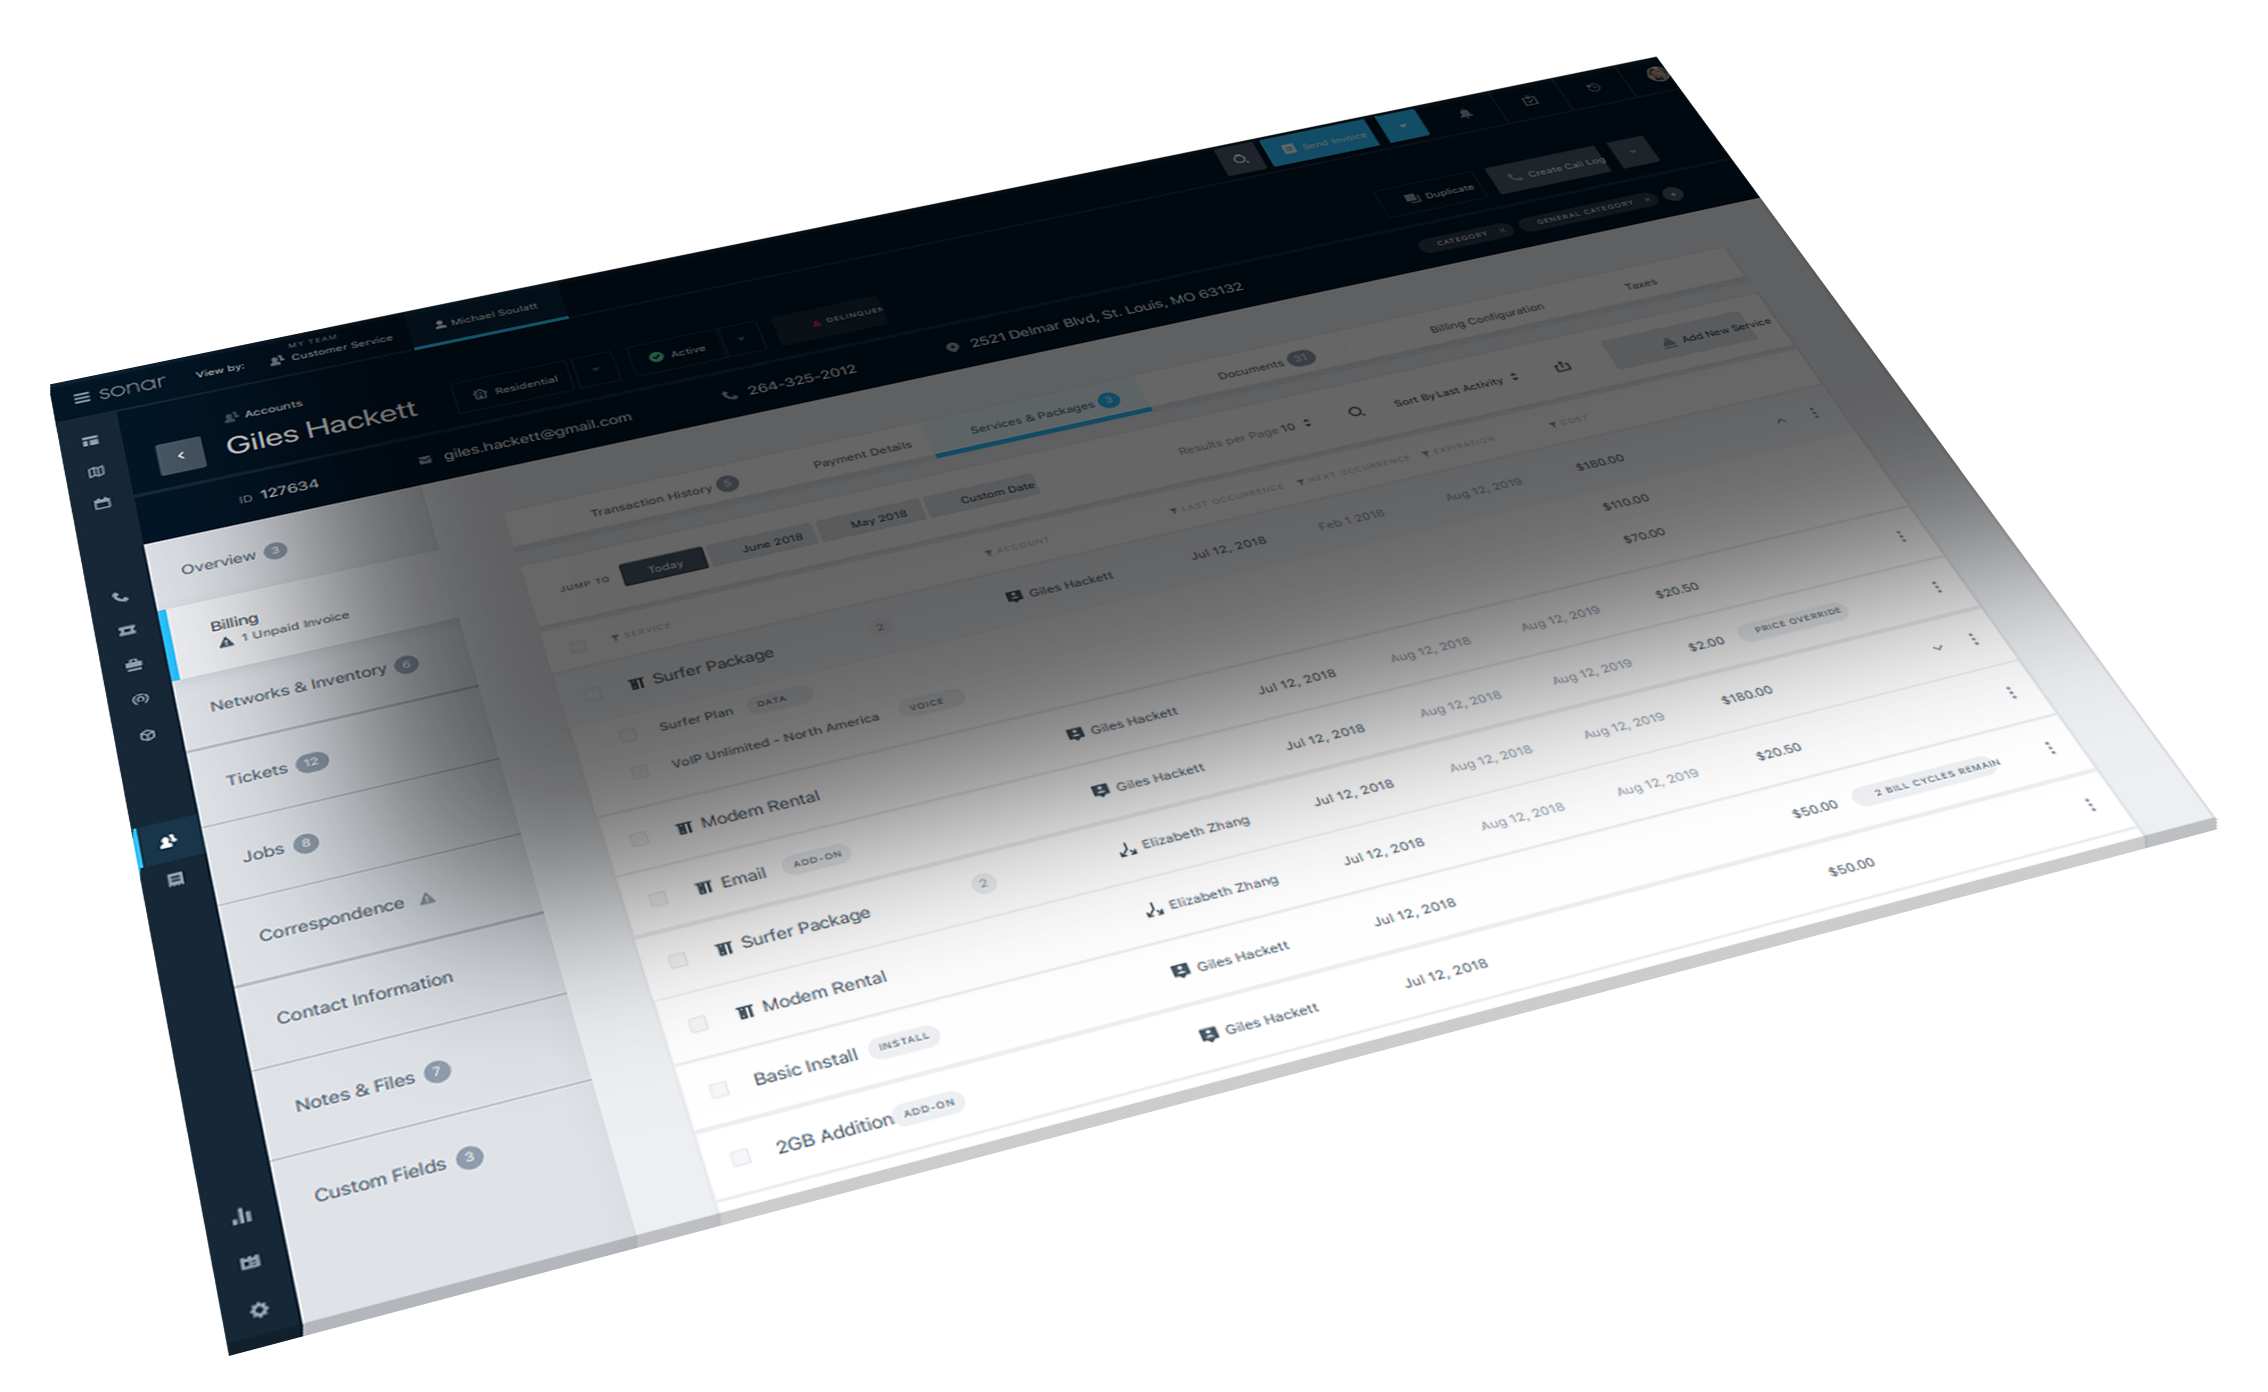 sonar
View by:
MY TEAM
Customer Service
Michael Soulatt
Send Invoice
Accounts
Giles Hackett
Residential
Active
DELINQUEN
Duplicate
Create Call Log
ID 127634
giles.hackett@gmail.com
264-325-2012
2521 Delmar Blvd, St. Louis, MO 63132
CATEGORY ×
GENERAL CATEGORY ×
+
Overview 3
Billing
1 Unpaid Invoice
Networks & Inventory 6
Tickets 12
Jobs 8
Correspondence
Contact Information
Notes & Files 7
Custom Fields 3
Transaction History 5
Payment Details
Services & Packages 3
Documents 31
Billing Configuration
Taxes
JUMP TO
Today
June 2018
May 2018
Custom Date
Results per Page 10
Sort By Last Activity
Add New Service
SERVICE
ACCOUNT
LAST OCCURRENCE
NEXT OCCURRENCE
EXPIRATION
COST
Surfer Package 2 Giles Hackett Jul 12, 2018 Feb 1 2018 Aug 12, 2019 $180.00
Surfer Plan DATA $110.00
VoIP Unlimited - North America VOICE $70.00
Modem Rental Giles Hackett Jul 12, 2018 Aug 12, 2018 Aug 12, 2019 $20.50
Email ADD-ON Giles Hackett Jul 12, 2018 Aug 12, 2018 Aug 12, 2019 $2.00 PRICE OVERRIDE
Surfer Package 2 Elizabeth Zhang Jul 12, 2018 Aug 12, 2018 Aug 12, 2019 $180.00
Modem Rental Elizabeth Zhang Jul 12, 2018 Aug 12, 2018 Aug 12, 2019 $20.50
Basic Install INSTALL Giles Hackett Jul 12, 2018 $50.00 2 BILL CYCLES REMAIN
2GB Addition ADD-ON Giles Hackett Jul 12, 2018 $50.00